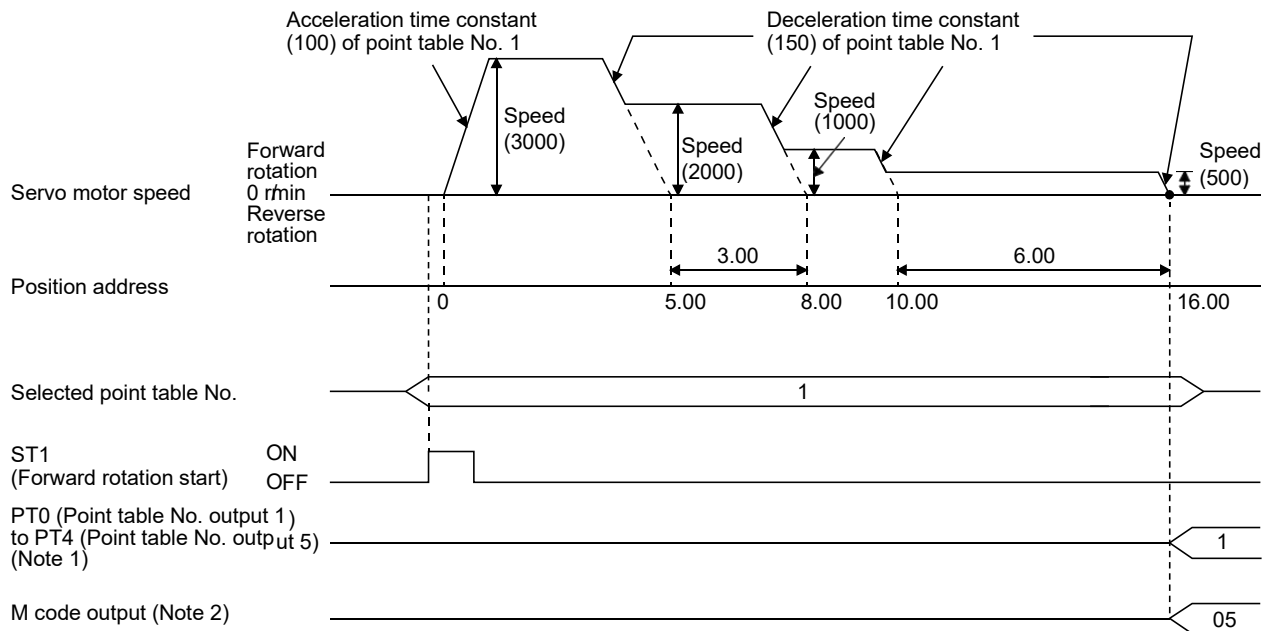 Acceleration time constant
(100) of point table No. 1
Deceleration time constant
(150) of point table No. 1
Speed
(3000)
Speed
(2000)
Speed
(1000)
Speed
(500)
Servo motor speed
Forward
rotation
0 r/min
Reverse
rotation
3.00
6.00
Position address
0
5.00
8.00
10.00
16.00
Selected point table No.
1
ST1
(Forward rotation start)
ON
OFF
PT0 (Point table No. output 1)
to PT4 (Point table No. output 5)
(Note 1)
1
M code output (Note 2)
05